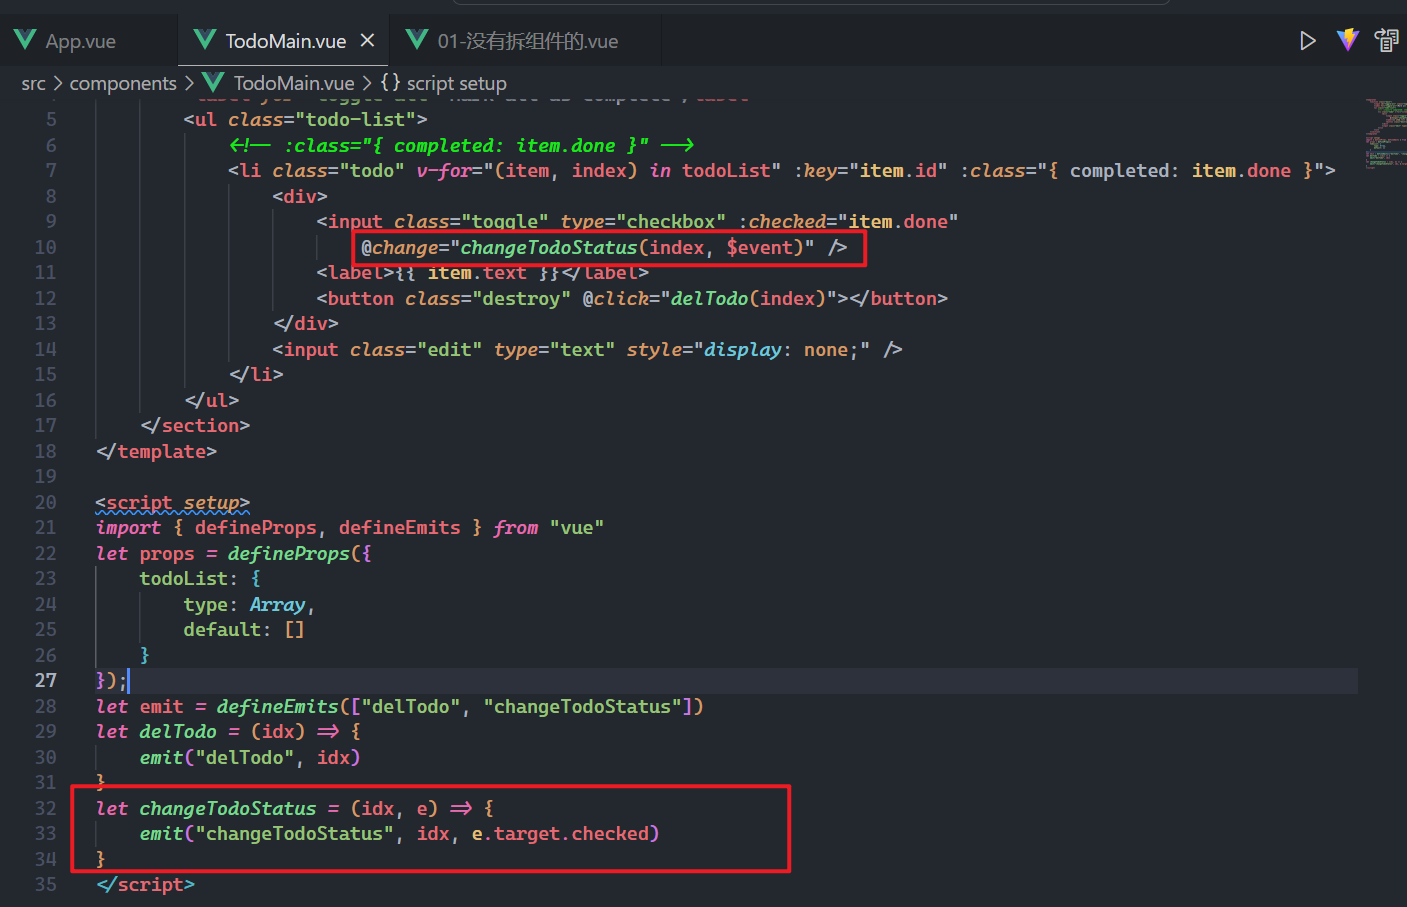 App.vue
TodoMain.vue
01-没有拆组件的.vue
src > components > TodoMain.vue > {} script setup
5 <ul class="todo-list">
6 <!-- :class="{ completed: item.done }" -->
7 <li class="todo" v-for="(item, index) in todoList" :key="item.id" :class="{ completed: item.done }">
8 <div>
9 <input class="toggle" type="checkbox" :checked="item.done"
10 @change="changeTodoStatus(index, $event)" />
11 <label>{{ item.text }}</label>
12 <button class="destroy" @click="delTodo(index)"></button>
13 </div>
14 <input class="edit" type="text" style="display: none;" />
15 </li>
16 </ul>
17 </section>
18 </template>
19
20 <script setup>
21 import { defineProps, defineEmits } from "vue"
22 let props = defineProps({
23 todoList: {
24 type: Array,
25 default: []
26 }
27 });
28 let emit = defineEmits(["delTodo", "changeTodoStatus"])
29 let delTodo = (idx) => {
30 emit("delTodo", idx)
31 }
32 let changeTodoStatus = (idx, e) => {
33 emit("changeTodoStatus", idx, e.target.checked)
34 }
35 </script>